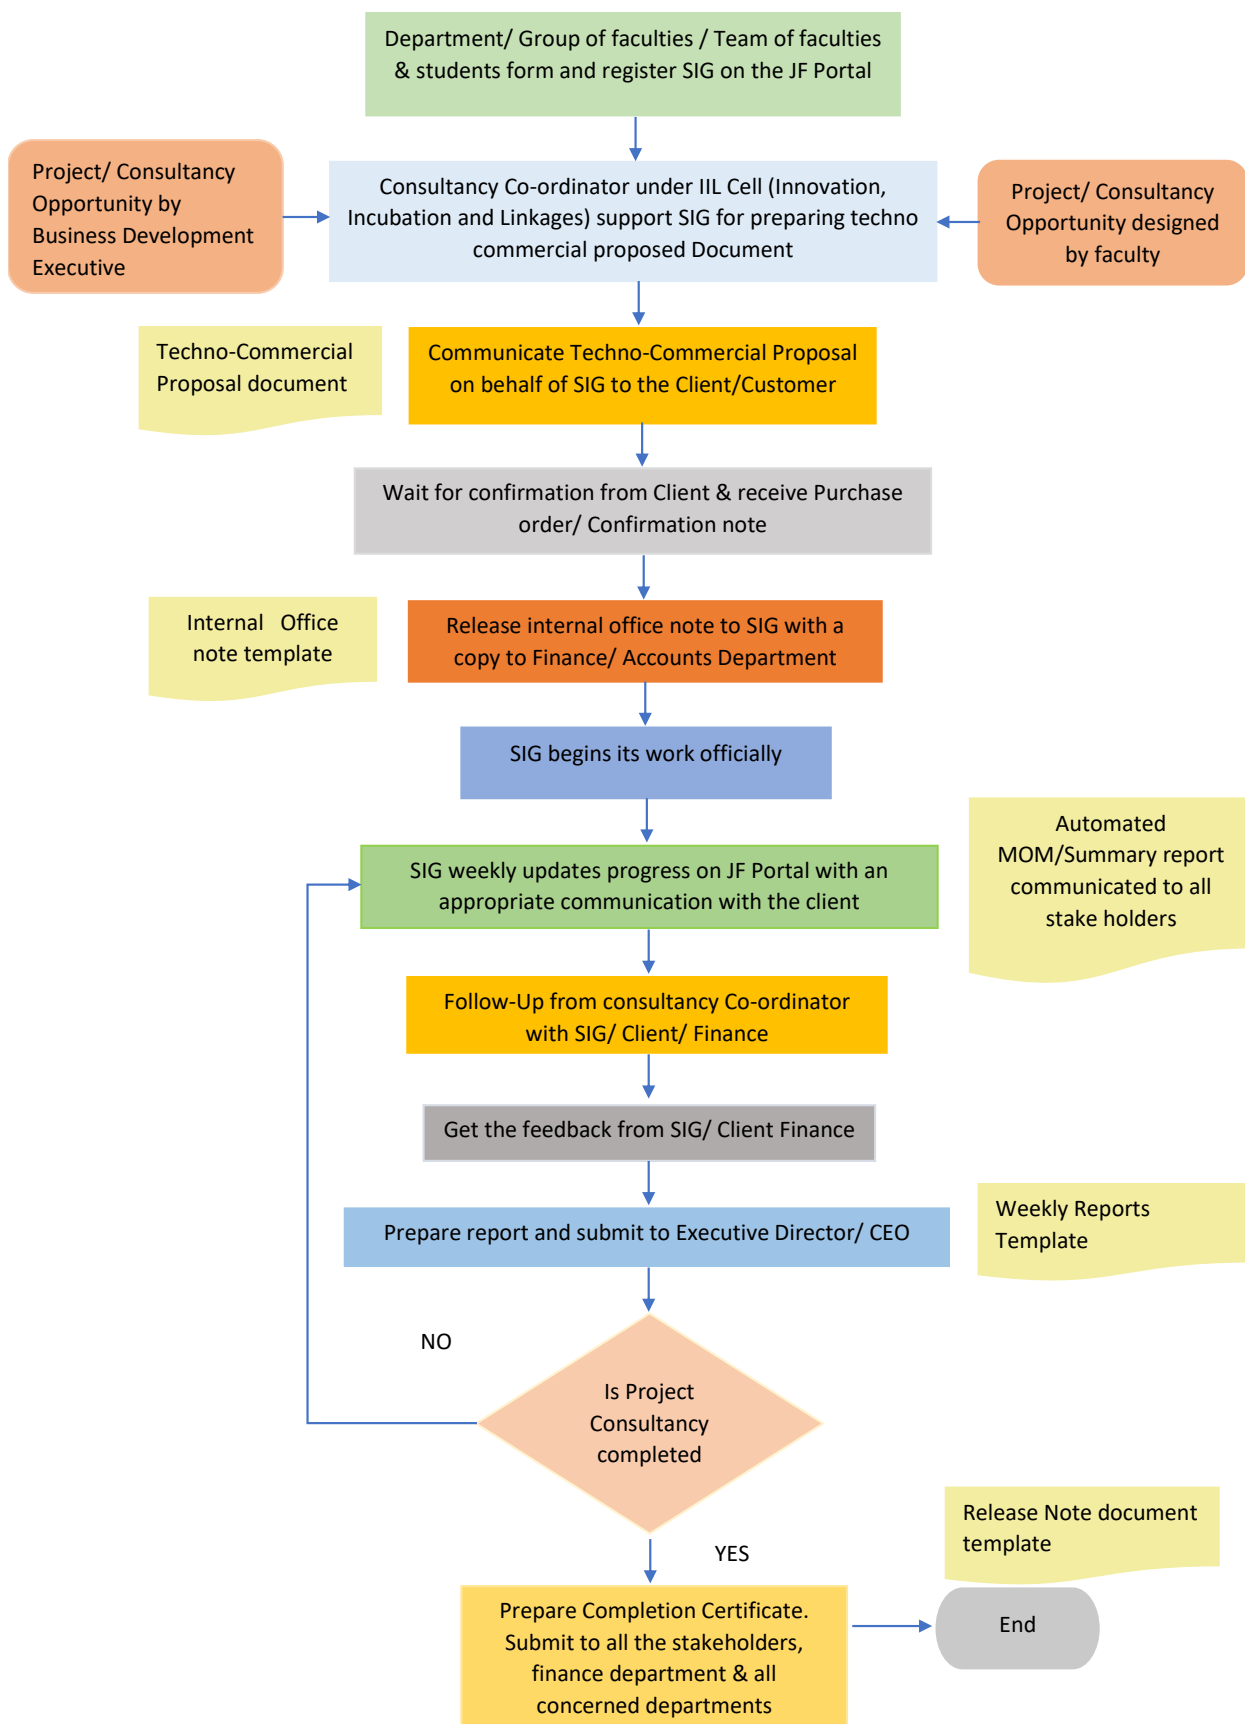 Department/ Group of faculties / Team of faculties
& students form and register SIG on the JF Portal
Project/ Consultancy
Opportunity by
Business Development
Executive
Consultancy Co-ordinator under IIL Cell (Innovation,
Incubation and Linkages) support SIG for preparing techno
commercial proposed Document
Project/ Consultancy
Opportunity designed
by faculty
Techno-Commercial
Proposal document
Communicate Techno-Commercial Proposal
on behalf of SIG to the Client/Customer
Wait for confirmation from Client & receive Purchase
order/ Confirmation note
Internal Office
note template
Release internal office note to SIG with a
copy to Finance/ Accounts Department
SIG begins its work officially
Automated
MOM/Summary report
communicated to all
stake holders
SIG weekly updates progress on JF Portal with an
appropriate communication with the client
Follow-Up from consultancy Co-ordinator
with SIG/ Client/ Finance
Get the feedback from SIG/ Client Finance
Prepare report and submit to Executive Director/ CEO
Weekly Reports
Template
NO
Is Project
Consultancy
completed
YES
Release Note document
template
Prepare Completion Certificate.
Submit to all the stakeholders,
finance department & all
concerned departments
End